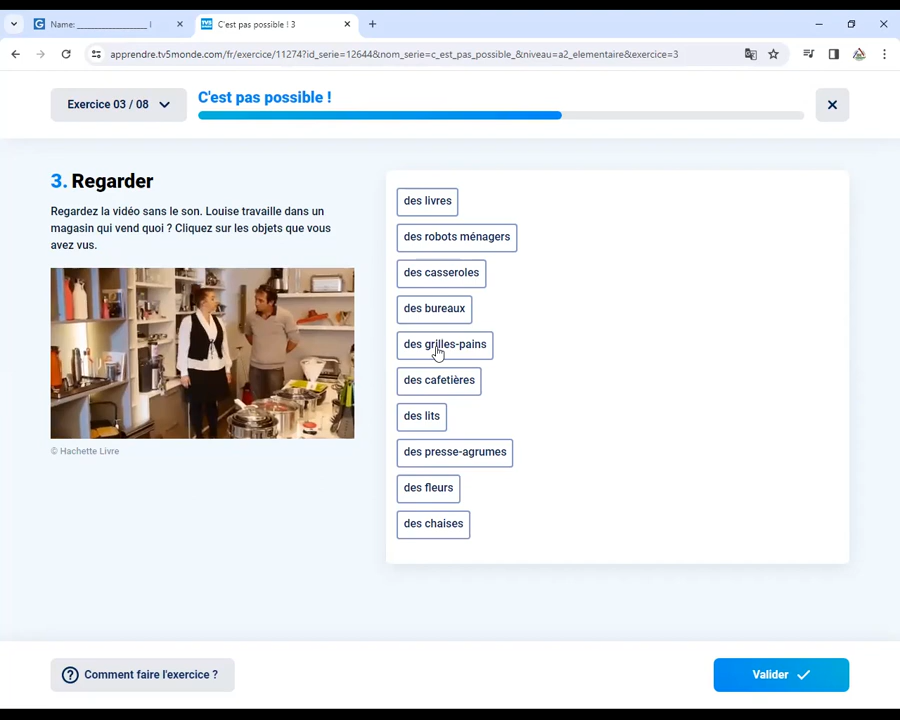 Name: ________________ I
C'est pas possible ! 3
apprendre.tv5monde.com/fr/exercice/11274?id_serie=12644&nom_serie=c_est_pas_possible_&niveau=a2_elementaire&exercice=3
Exercice 03 / 08
C'est pas possible !
3. Regarder
Regardez la vidéo sans le son. Louise travaille dans un
magasin qui vend quoi ? Cliquez sur les objets que vous
avez vus.
© Hachette Livre
des livres
des robots ménagers
des casseroles
des bureaux
des grilles-pains
des cafetières
des lits
des presse-agrumes
des fleurs
des chaises
Comment faire l'exercice ?
Valider